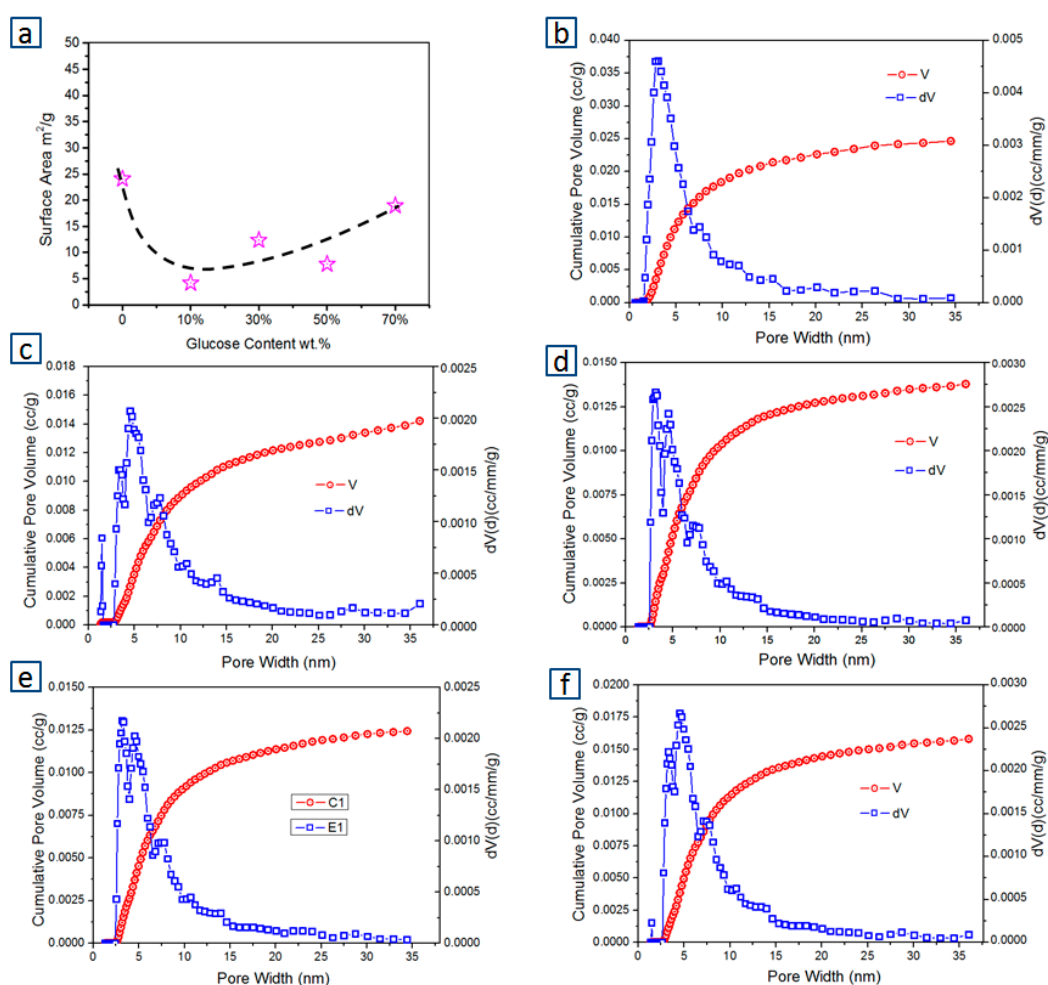 a
50
45
40
35
30
25
20
15
10
5
0
Surface Area m²/g
0 10% 30% 50% 70%
Glucose Content wt.%
b
0.040
0.035
0.030
0.025
0.020
0.015
0.010
0.005
0.000
Cumulative Pore Volume (cc/g)
V
dV
0.005
0.004
0.003
0.002
0.001
0.000
dV(d)(cc/mm/g)
0 5 10 15 20 25 30 35
Pore Width (nm)
c
0.018
0.016
0.014
0.012
0.010
0.008
0.006
0.004
0.002
0.000
Cumulative Pore Volume (cc/g)
V
dV
0.0025
0.0020
0.0015
0.0010
0.0005
0.0000
dV(d)(cc/mm/g)
0 5 10 15 20 25 30 35
Pore Width (nm)
d
0.0150
0.0125
0.0100
0.0075
0.0050
0.0025
0.0000
Cumulative Pore Volume (cc/g)
V
dV
0.0030
0.0025
0.0020
0.0015
0.0010
0.0005
0.0000
dV(d)(cc/mm/g)
0 5 10 15 20 25 30 35
Pore Width (nm)
e
0.0150
0.0125
0.0100
0.0075
0.0050
0.0025
0.0000
Cumulative Pore Volume (cc/g)
C1
E1
0.0025
0.0020
0.0015
0.0010
0.0005
0.0000
dV(d)(cc/mm/g)
0 5 10 15 20 25 30 35
Pore Width (nm)
f
0.0200
0.0175
0.0150
0.0125
0.0100
0.0075
0.0050
0.0025
0.0000
Cumulative Pore Volume (cc/g)
V
dV
0.0030
0.0025
0.0020
0.0015
0.0010
0.0005
0.0000
dV(d)(cc/mm/g)
0 5 10 15 20 25 30 35
Pore Width (nm)